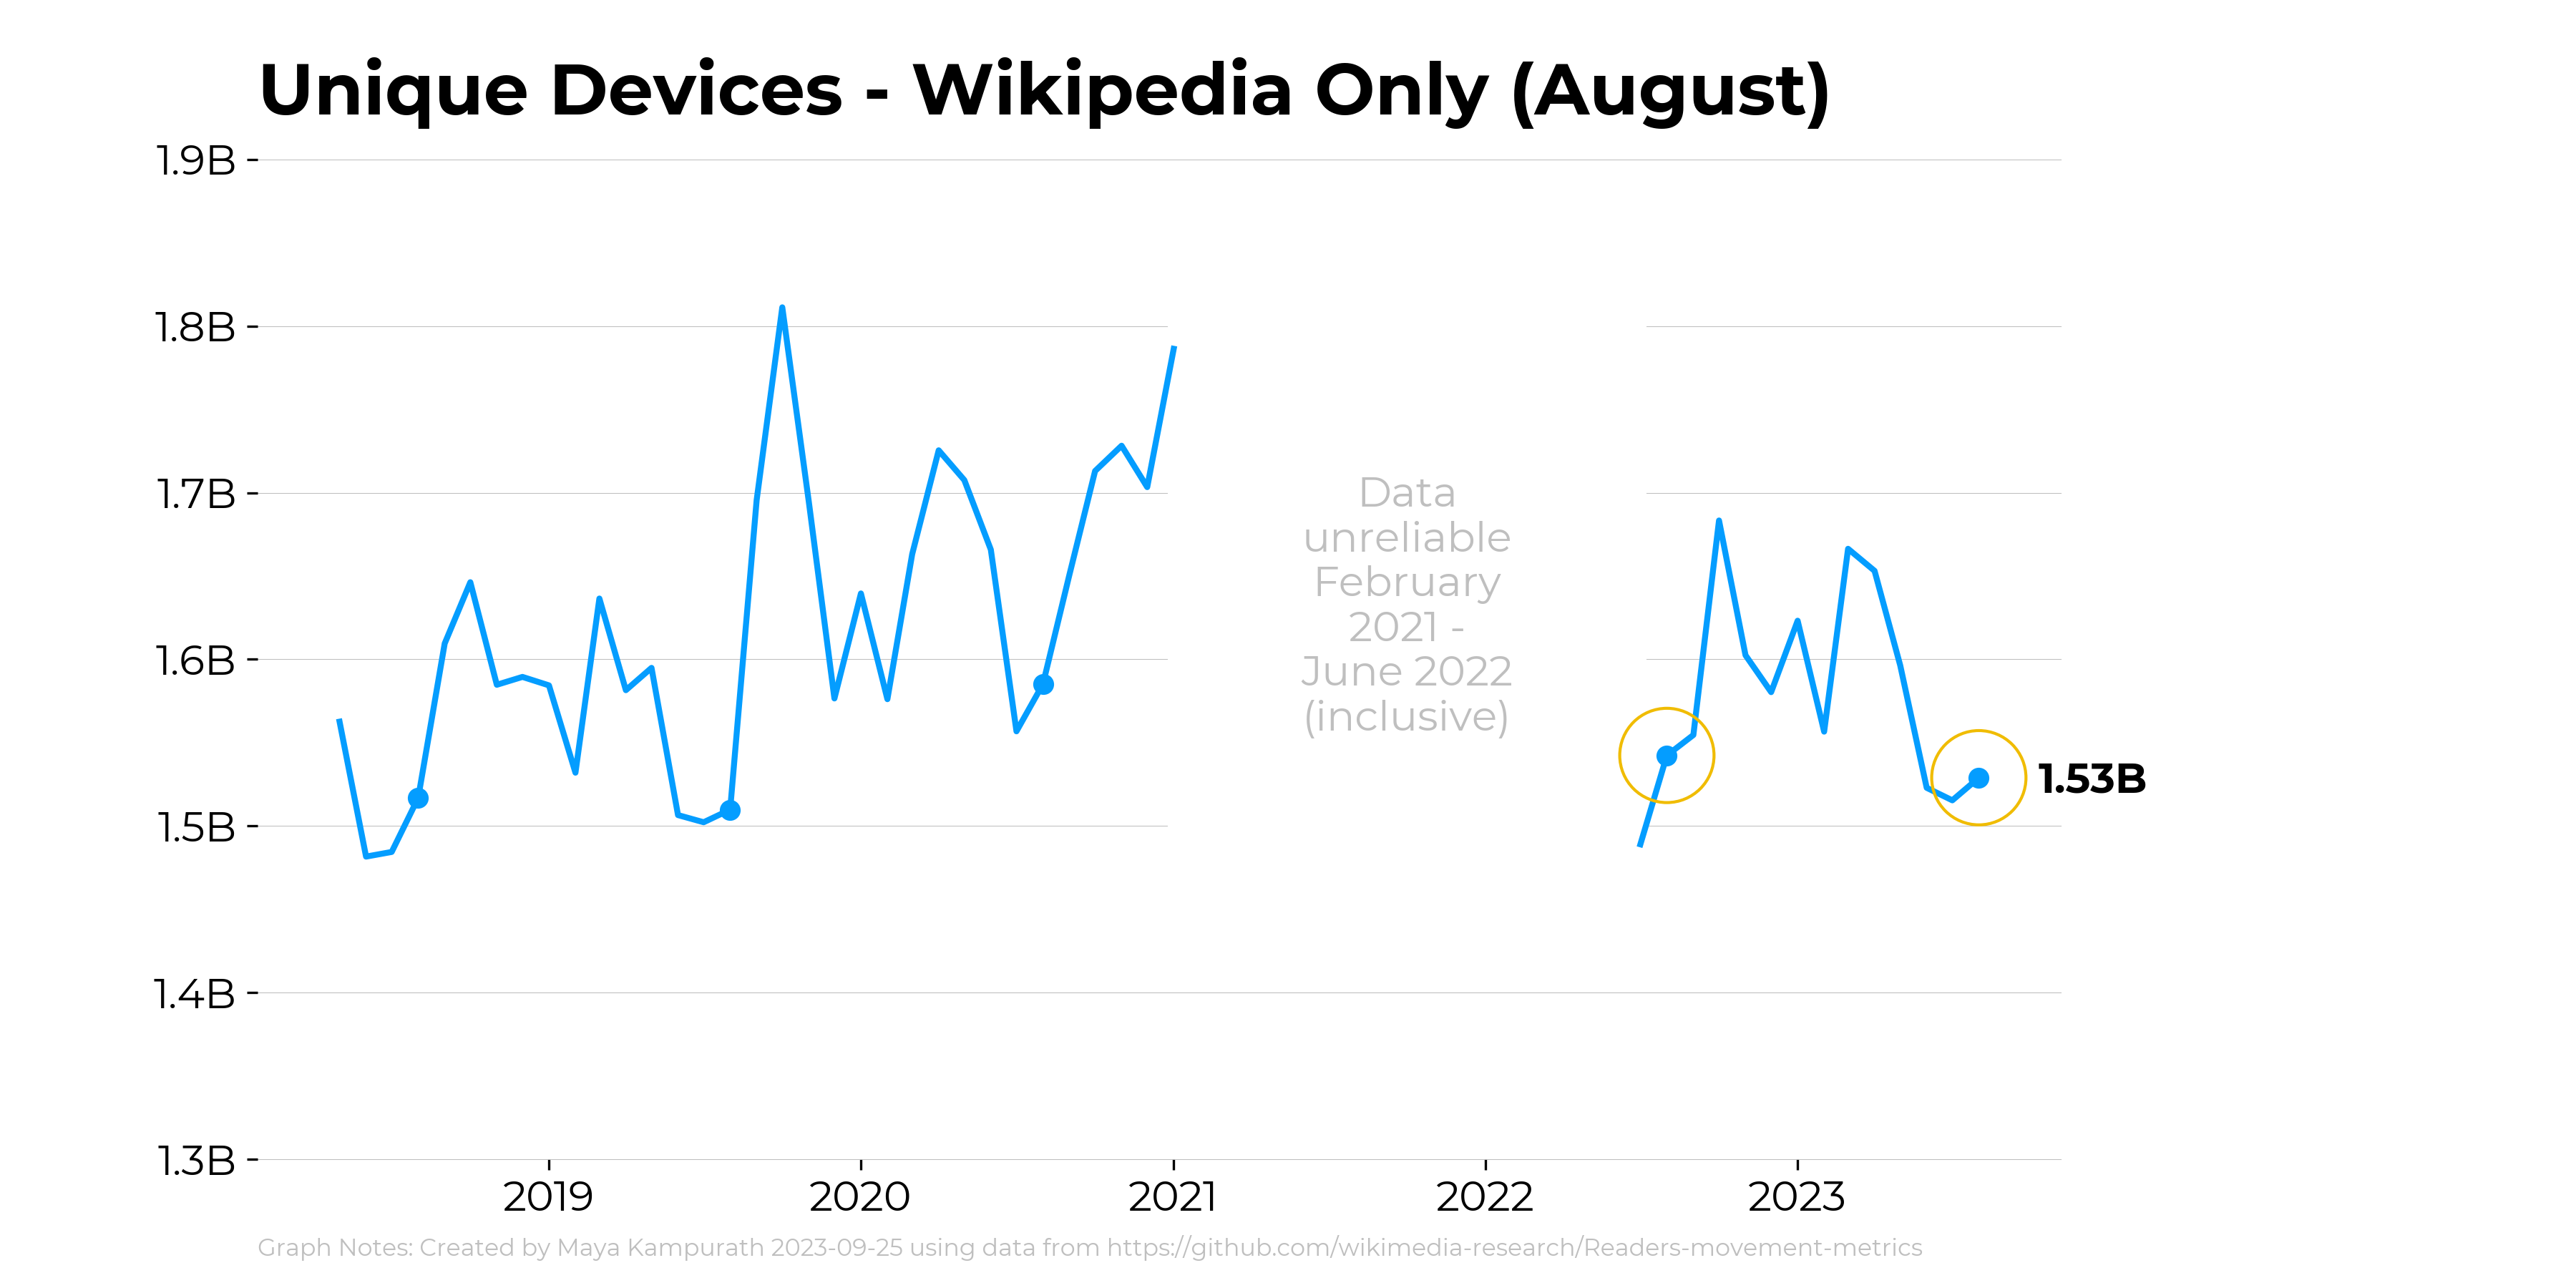 Unique Devices - Wikipedia Only (August)
1.9B
1.8B
1.7B
1.6B
1.5B
1.4B
1.3B
Data
unreliable
February
2021 -
June 2022
(inclusive)
1.53B
2019
2020
2021
2022
2023
Graph Notes: Created by Maya Kampurath 2023-09-25 using data from https://github.com/wikimedia-research/Readers-movement-metrics